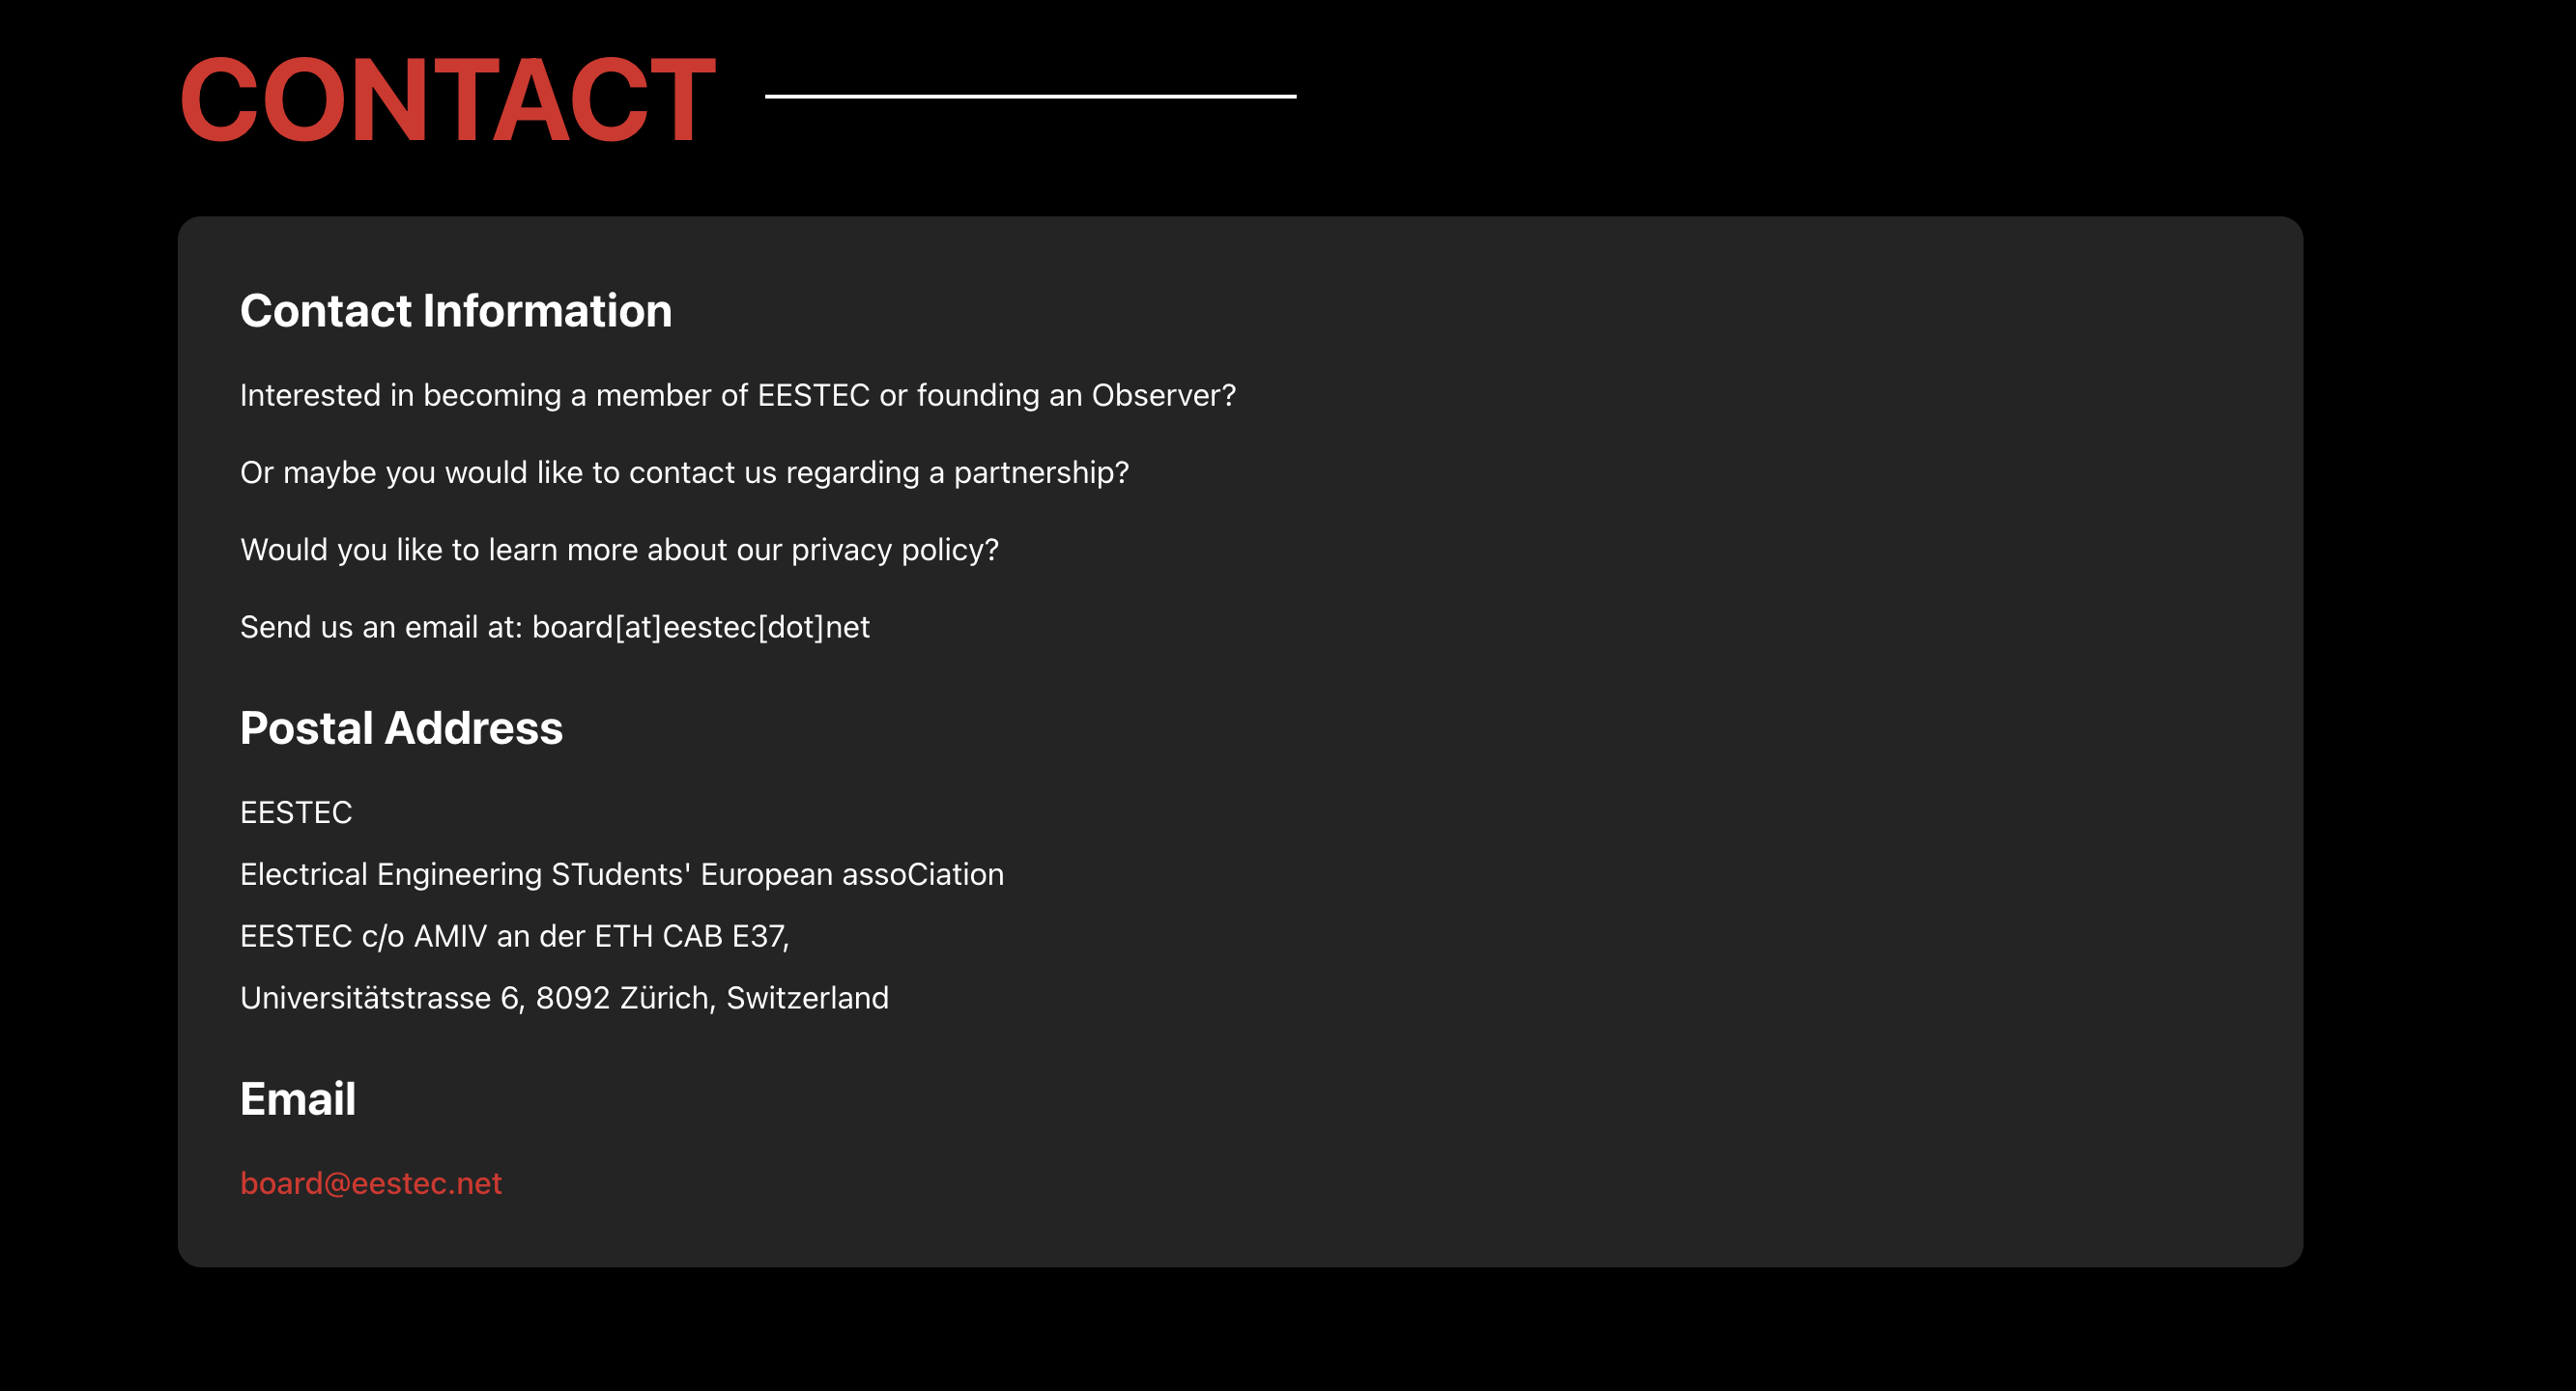 CONTACT
Contact Information
Interested in becoming a member of EESTEC or founding an Observer?
Or maybe you would like to contact us regarding a partnership?
Would you like to learn more about our privacy policy?
Send us an email at: board[at]eestec[dot]net
Postal Address
EESTEC
Electrical Engineering STudents' European assoCiation
EESTEC c/o AMIV an der ETH CAB E37,
Universitätstrasse 6, 8092 Zürich, Switzerland
Email
board@eestec.net